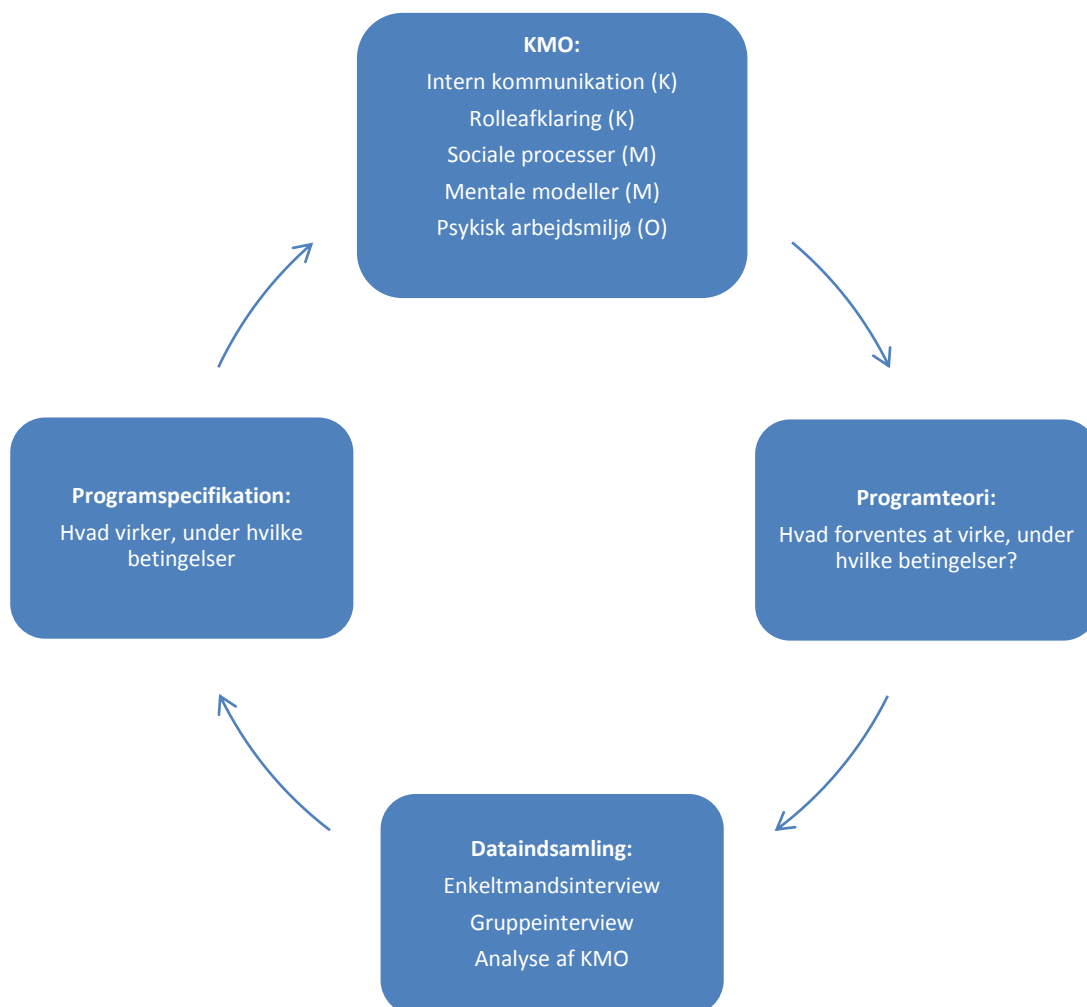 KMO:
Intern kommunikation (K)
Rolleafklaring (K)
Sociale processer (M)
Mentale modeller (M)
Psykisk arbejdsmiljø (O)
Programteori:
Hvad forventes at virke, under
hvilke betingelser?
Dataindsamling:
Enkeltmandsinterview
Gruppeinterview
Analyse af KMO
Programspecifikation:
Hvad virker, under hvilke
betingelser